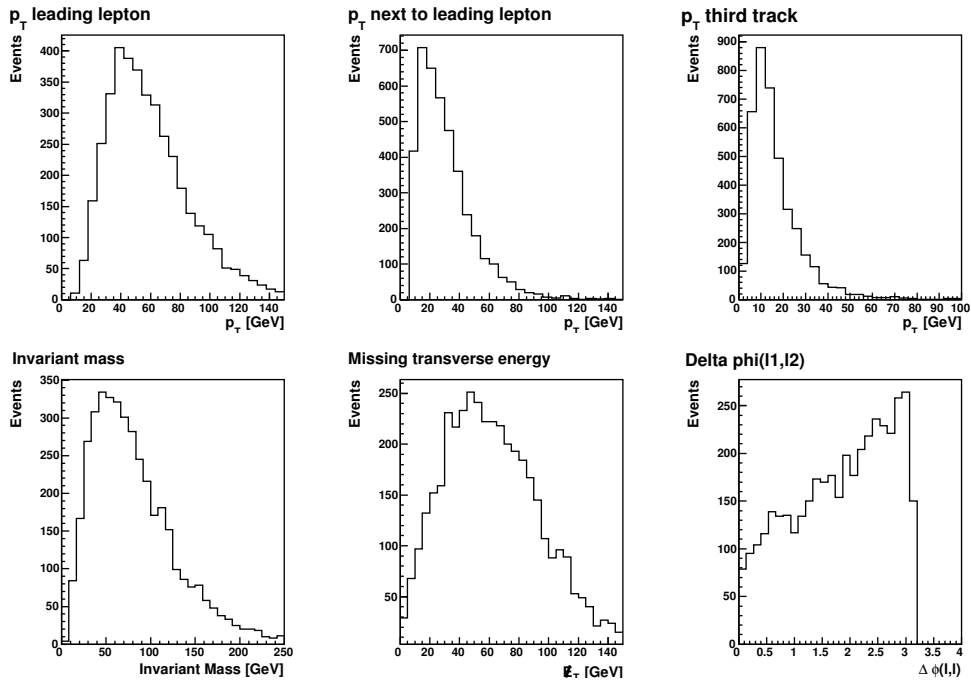 p_T leading lepton
Events
400
350
300
250
200
150
100
50
0
0 20 40 60 80 100 120 140
p_T [GeV]
p_T next to leading lepton
Events
700
600
500
400
300
200
100
0
0 20 40 60 80 100 120 140
p_T [GeV]
p_T third track
Events
900
800
700
600
500
400
300
200
100
0
0 10 20 30 40 50 60 70 80 90 100
p_T [GeV]
Invariant mass
Events
350
300
250
200
150
100
50
0
0 50 100 150 200 250
Invariant Mass [GeV]
Missing transverse energy
Events
250
200
150
100
50
0 20 40 60 80 100 120 140
E̸_T [GeV]
Delta phi(l1,l2)
Events
250
200
150
100
50
0
0 0.5 1 1.5 2 2.5 3 3.5 4
Δ ϕ(l,l)